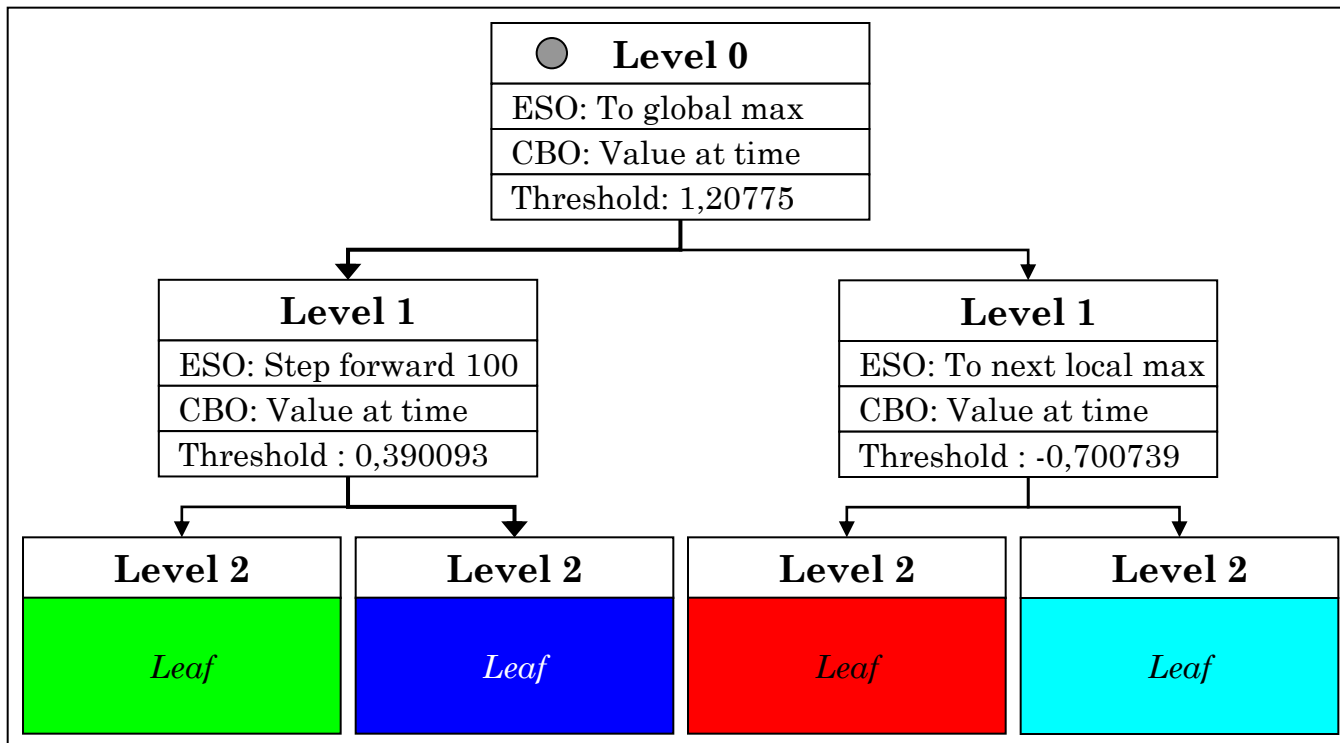 Level 0
ESO: To global max
CBO: Value at time
Threshold: 1,20775
Level 1
ESO: Step forward 100
CBO: Value at time
Threshold : 0,390093
Level 1
ESO: To next local max
CBO: Value at time
Threshold : -0,700739
Level 2
Leaf
Level 2
Leaf
Level 2
Leaf
Level 2
Leaf